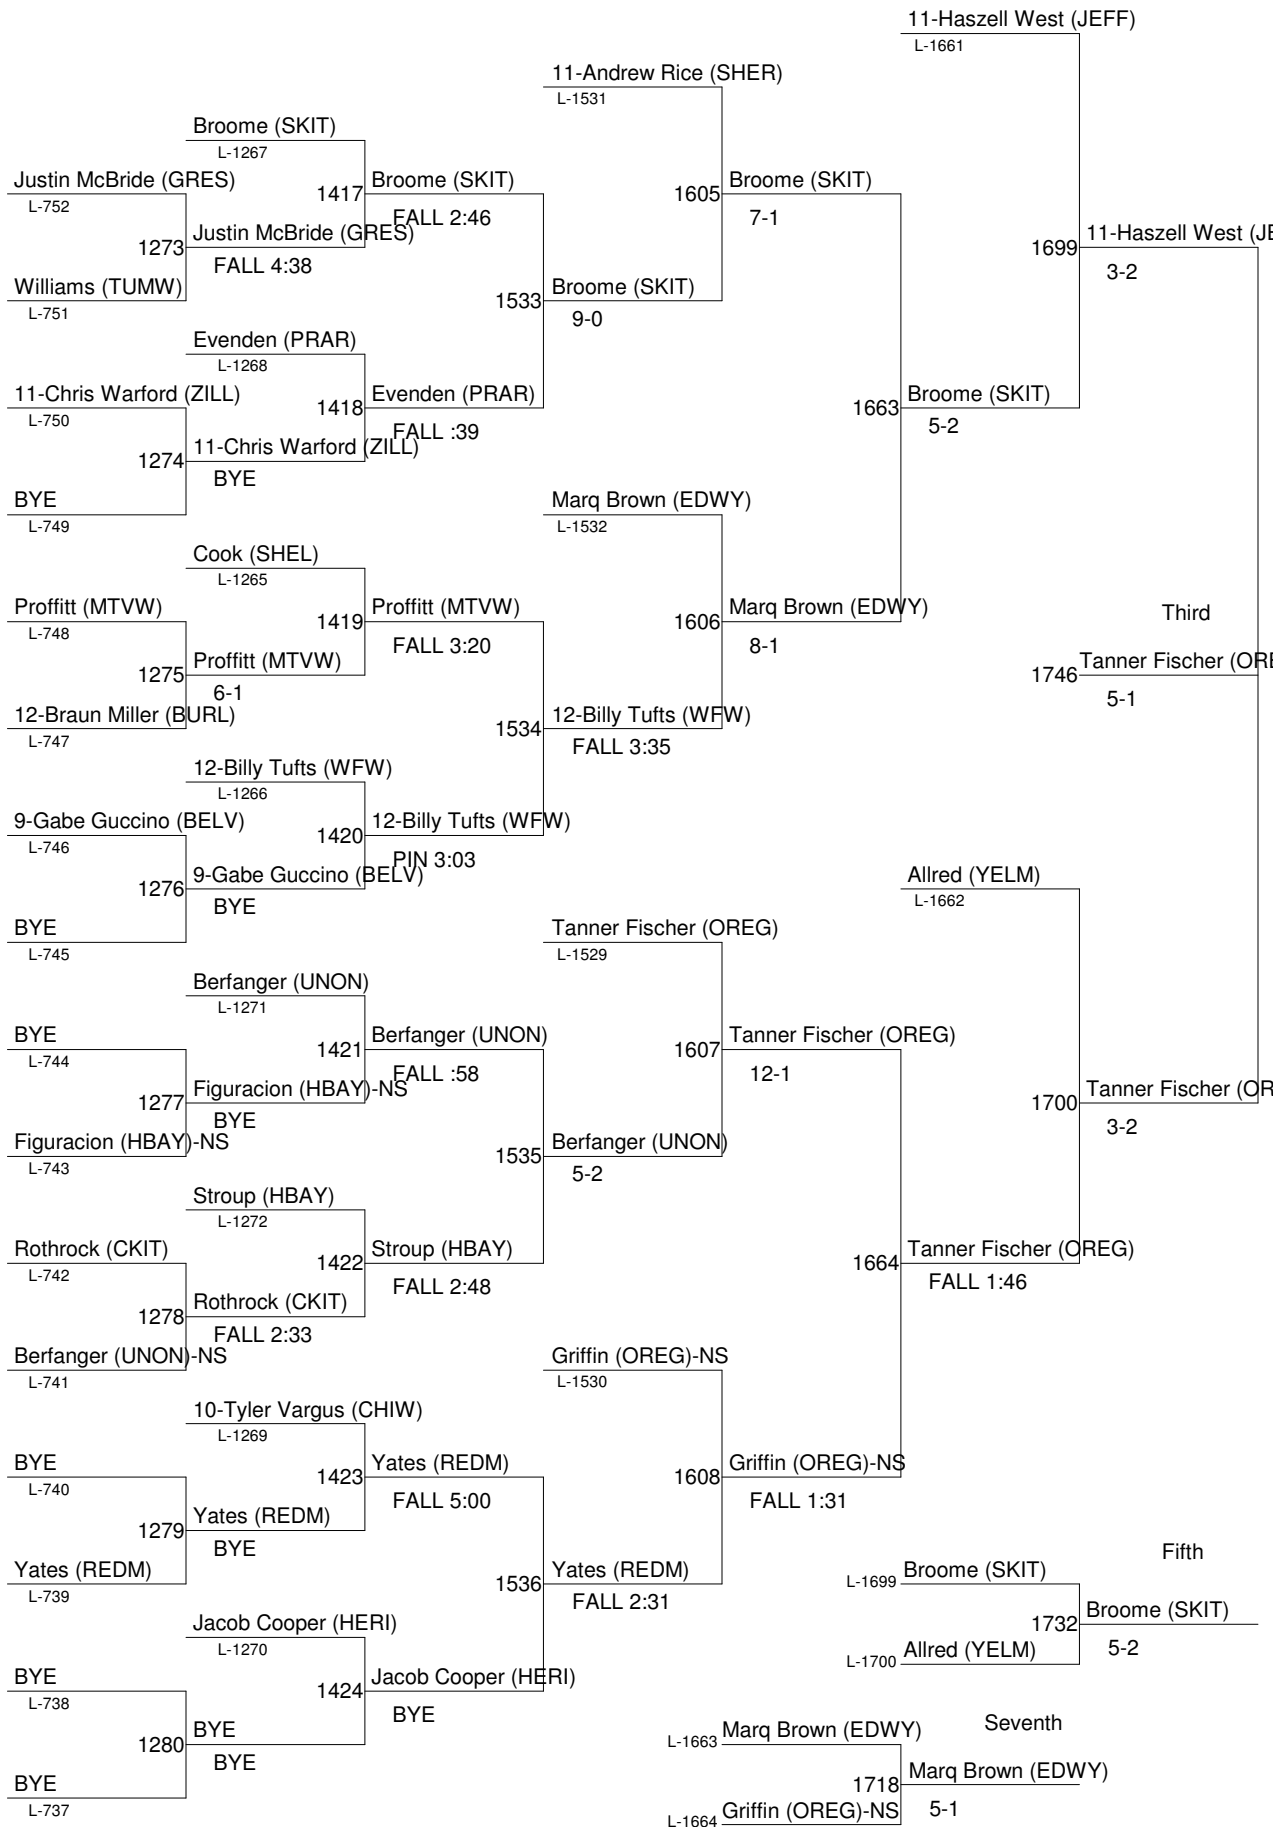 11-Haszell West (JEFF)
L-1661
11-Andrew Rice (SHER)
L-1531
Broome (SKIT)
L-1267
Justin McBride (GRES)
L-752
1417 Broome (SKIT)
FALL 2:46
1605 Broome (SKIT)
7-1
1273 Justin McBride (GRES)
FALL 4:38
1699 11-Haszell West (JE
3-2
Williams (TUMW)
L-751
1533 Broome (SKIT)
9-0
Evenden (PRAR)
L-1268
11-Chris Warford (ZILL)
L-750
1418 Evenden (PRAR)
FALL :39
1663 Broome (SKIT)
5-2
1274 11-Chris Warford (ZILL)
BYE
BYE
L-749
Marq Brown (EDWY)
L-1532
Cook (SHEL)
L-1265
Proffitt (MTVW)
L-748
1419 Proffitt (MTVW)
FALL 3:20
1606 Marq Brown (EDWY)
8-1
Third
1275 Proffitt (MTVW)
6-1
1746 Tanner Fischer (ORE
5-1
12-Braun Miller (BURL)
L-747
1534 12-Billy Tufts (WFW)
FALL 3:35
12-Billy Tufts (WFW)
L-1266
9-Gabe Guccino (BELV)
L-746
1420 12-Billy Tufts (WFW)
PIN 3:03
1276 9-Gabe Guccino (BELV)
BYE
Allred (YELM)
L-1662
BYE
L-745
Tanner Fischer (OREG)
L-1529
Berfanger (UNON)
L-1271
BYE
L-744
1421 Berfanger (UNON)
FALL :58
1607 Tanner Fischer (OREG)
12-1
1277 Figuracion (HBAY)-NS
BYE
1700 Tanner Fischer (OR
3-2
Figuracion (HBAY)-NS
L-743
1535 Berfanger (UNON)
5-2
Stroup (HBAY)
L-1272
Rothrock (CKIT)
L-742
1422 Stroup (HBAY)
FALL 2:48
1664 Tanner Fischer (OREG)
FALL 1:46
1278 Rothrock (CKIT)
FALL 2:33
Berfanger (UNON)-NS
L-741
Griffin (OREG)-NS
L-1530
10-Tyler Vargus (CHIW)
L-1269
BYE
L-740
1423 Yates (REDM)
FALL 5:00
1608 Griffin (OREG)-NS
FALL 1:31
1279 Yates (REDM)
BYE
Fifth
Yates (REDM)
L-739
1536 Yates (REDM)
FALL 2:31
L-1699 Broome (SKIT)
1732 Broome (SKIT)
5-2
L-1700 Allred (YELM)
Jacob Cooper (HERI)
L-1270
BYE
L-738
1424 Jacob Cooper (HERI)
BYE
1280 BYE
BYE
Seventh
L-1663 Marq Brown (EDWY)
1718 Marq Brown (EDWY)
5-1
BYE
L-737
L-1664 Griffin (OREG)-NS